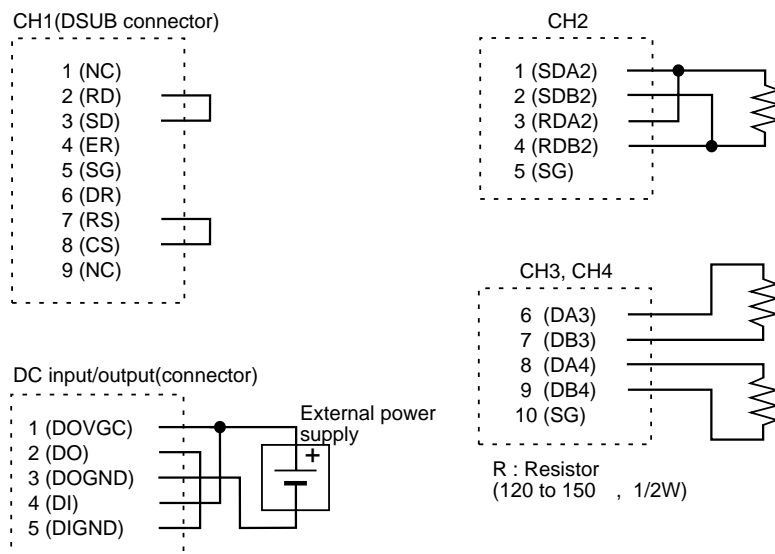 CH1(DSUB connector)
1 (NC)
2 (RD)
3 (SD)
4 (ER)
5 (SG)
6 (DR)
7 (RS)
8 (CS)
9 (NC)
CH2
1 (SDA2)
2 (SDB2)
3 (RDA2)
4 (RDB2)
5 (SG)
CH3, CH4
6 (DA3)
7 (DB3)
8 (DA4)
9 (DB4)
10 (SG)
R : Resistor
(120 to 150 , 1/2W)
DC input/output(connector)
1 (DOVGC)
2 (DO)
3 (DOGND)
4 (DI)
5 (DIGND)
External power
supply
+